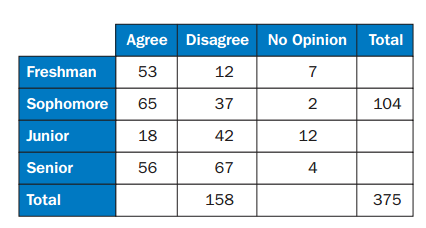 Agree Disagree No Opinion Total
Freshman 53 12 7
Sophomore 65 37 2 104
Junior 18 42 12
Senior 56 67 4
Total 158 375